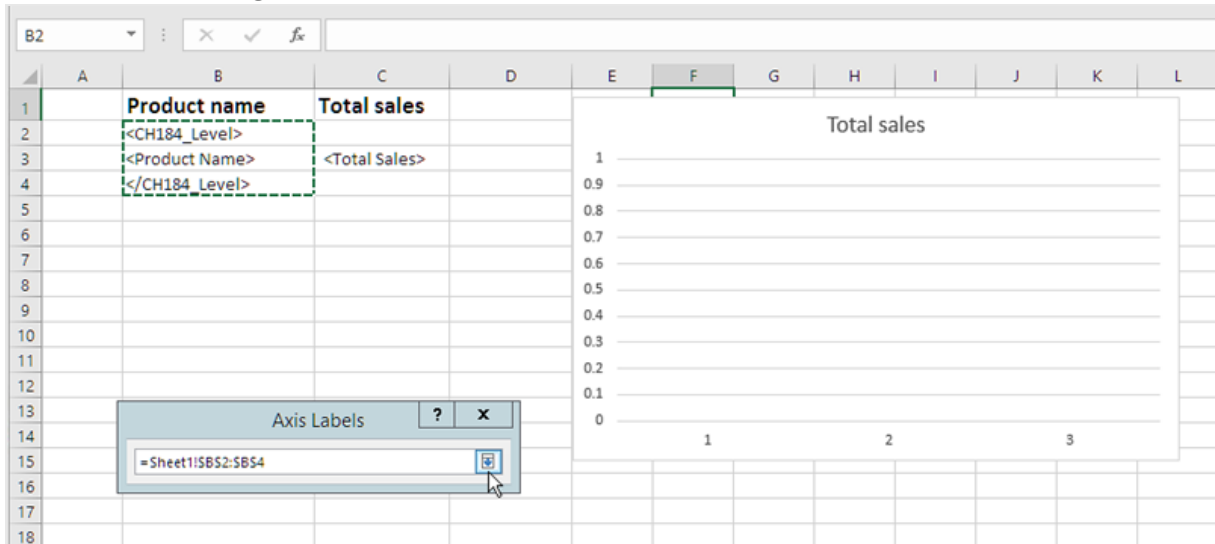 B2 fx
A B C D E F G H I J K L
1 Product name Total sales
2 <CH184_Level>
3 <Product Name> <Total Sales>
4 </CH184_Level>
5
6
7
8
9
10
11
12
13
14
15
16
17
18
Total sales
1
0.9
0.8
0.7
0.6
0.5
0.4
0.3
0.2
0.1
0
1 2 3
Axis Labels ? x
=Sheet1!$B$2:$B$4